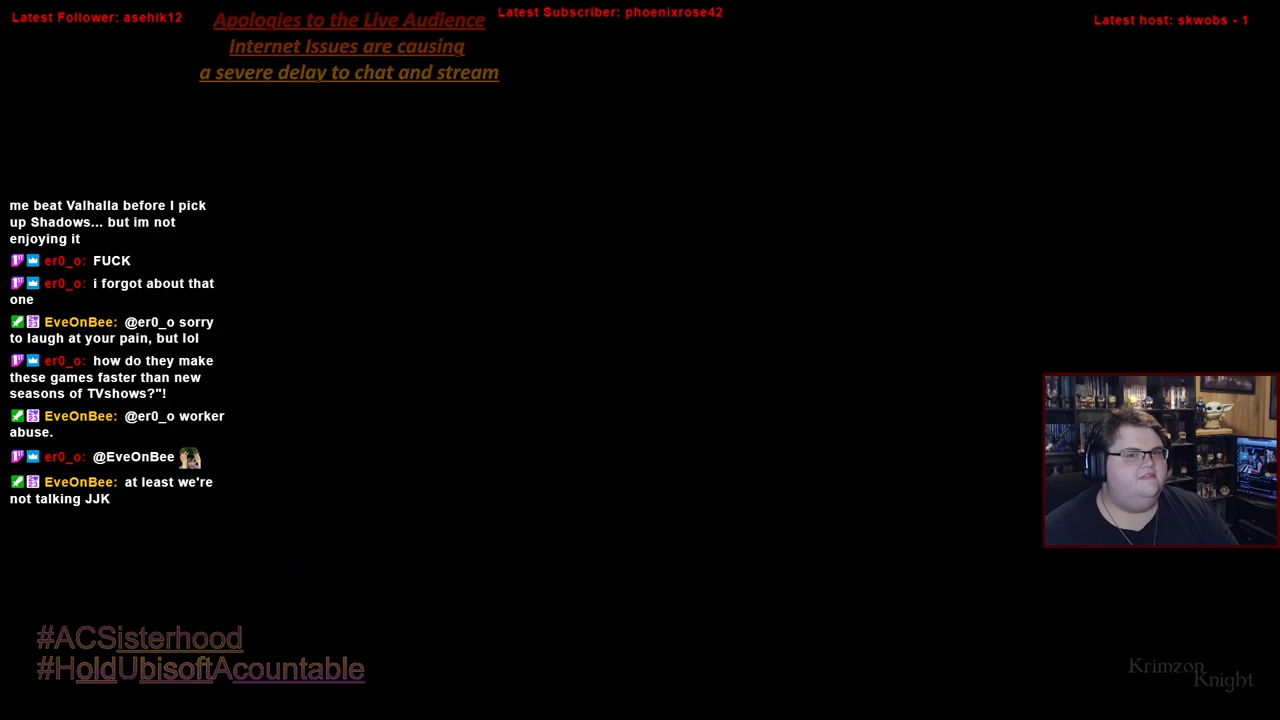 Latest Follower: asehik12
Apologies to the Live Audience
Internet Issues are causing
a severe delay to chat and stream
Latest Subscriber: phoenixrose42
Latest host: skwobs - 1
me beat Valhalla before I pick
up Shadows... but im not
enjoying it
er0_o: FUCK
er0_o: i forgot about that
one
EveOnBee: @er0_o sorry
to laugh at your pain, but lol
er0_o: how do they make
these games faster than new
seasons of TVshows?"!
EveOnBee: @er0_o worker
abuse.
er0_o: @EveOnBee
EveOnBee: at least we're
not talking JJK
#ACSisterhood
#HoldUbisoftAcountable
Krimzon
Knight